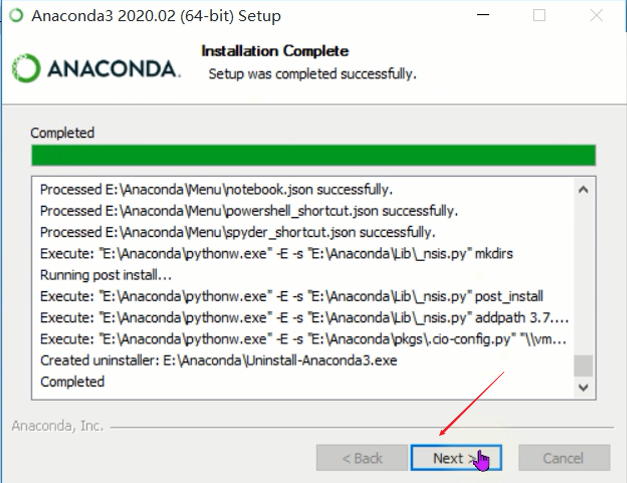 Anaconda3 2020.02 (64-bit) Setup
Installation Complete
ANACONDA.
Setup was completed successfully.
Completed
Processed E:\Anaconda\Menu\notebook.json successfully.
Processed E:\Anaconda\Menu\powershell_shortcut.json successfully.
Processed E:\Anaconda\Menu\spyder_shortcut.json successfully.
Execute: "E:\Anaconda\pythonw.exe" -E -s "E:\Anaconda\Lib\_nsis.py" mkdirs
Running post install...
Execute: "E:\Anaconda\pythonw.exe" -E -s "E:\Anaconda\Lib\_nsis.py" post_install
Execute: "E:\Anaconda\pythonw.exe" -E -s "E:\Anaconda\Lib\_nsis.py" addpath 3.7....
Execute: "E:\Anaconda\pythonw.exe" -E -s "E:\Anaconda\pkgs\.cio-config.py" "\\vm...
Created uninstaller: E:\Anaconda\Uninstall-Anaconda3.exe
Completed
Anaconda, Inc.
< Back
Next >
Cancel